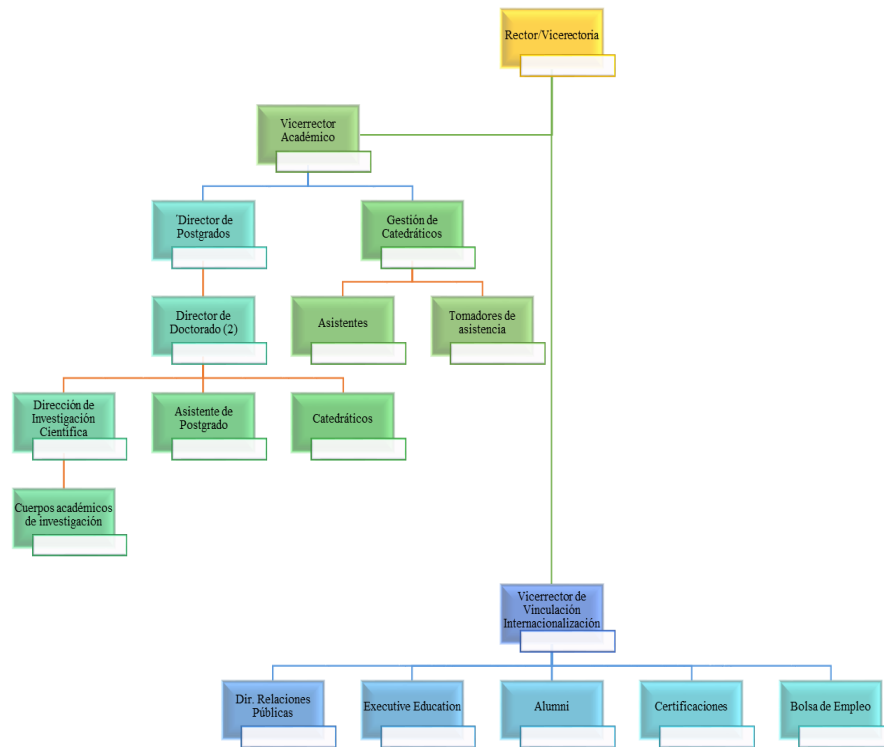 Rector/Vicerectoria
Vicerrector
Académico
'Director de
Postgrados
Gestión de
Catedráticos
Director de
Doctorado (2)
Asistentes
Tomadores de
asistencia
Dirección de
Investigación
Científica
Asistente de
Postgrado
Catedráticos
Cuerpos académicos
de investigación
Vicerrector de
Vinculación
Internacionalización
Dir. Relaciones
Públicas
Executive Education
Alumni
Certificaciones
Bolsa de Empleo